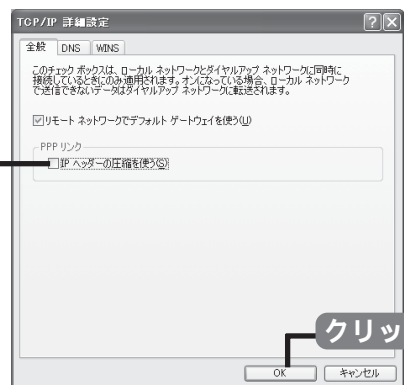 TCP/IP 詳細設定
全般 DNS WINS
このチェック ボックスは、ローカル ネットワークとダイヤルアップ ネットワークに同時に
接続しているときにのみ適用されます。オンになっている場合、ローカル ネットワーク
で送信できないデータはダイヤルアップ ネットワークに転送されます。
リモート ネットワークでデフォルト ゲートウェイを使う(U)
PPP リンク
IP ヘッダーの圧縮を使う(S)
クリッ
OK キャンセル